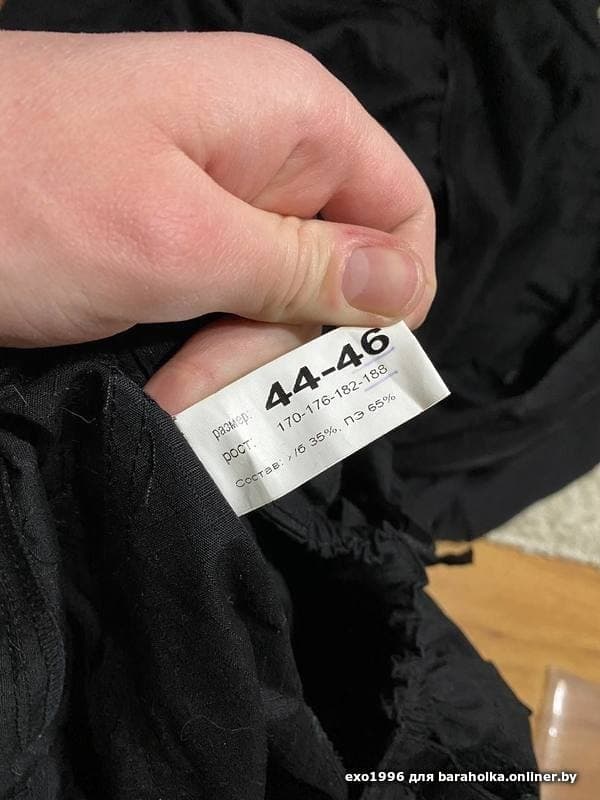 размер: 44-46
рост: 170-176-182-188
Состав: х/б 35%, ПЭ 65%
exo1996 для baraholka.onliner.by